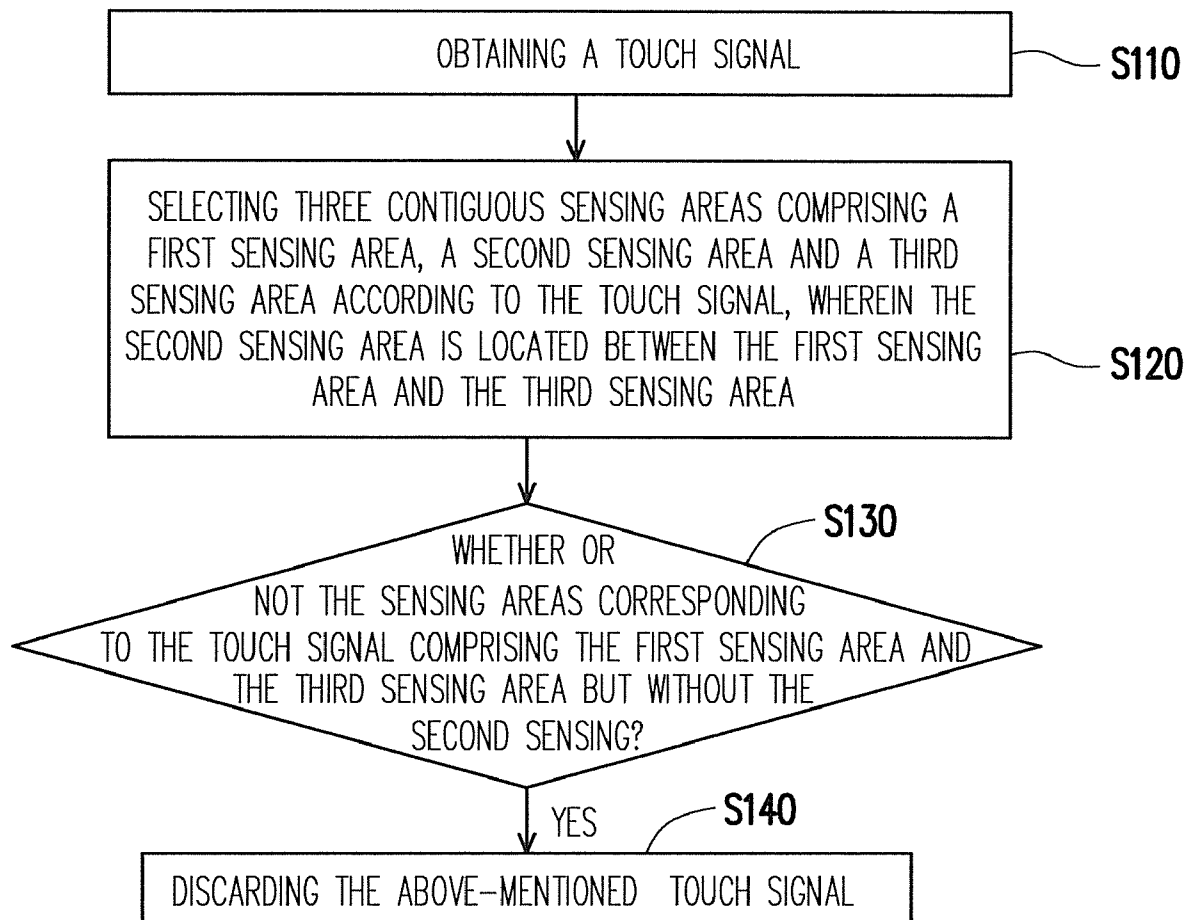 OBTAINING A TOUCH SIGNAL
S110
SELECTING THREE CONTIGUOUS SENSING AREAS COMPRISING A
FIRST SENSING AREA, A SECOND SENSING AREA AND A THIRD
SENSING AREA ACCORDING TO THE TOUCH SIGNAL, WHEREIN THE
SECOND SENSING AREA IS LOCATED BETWEEN THE FIRST SENSING
AREA AND THE THIRD SENSING AREA
S120
S130
WHETHER OR
NOT THE SENSING AREAS CORRESPONDING
TO THE TOUCH SIGNAL COMPRISING THE FIRST SENSING AREA AND
THE THIRD SENSING AREA BUT WITHOUT THE
SECOND SENSING?
YES
S140
DISCARDING THE ABOVE-MENTIONED TOUCH SIGNAL